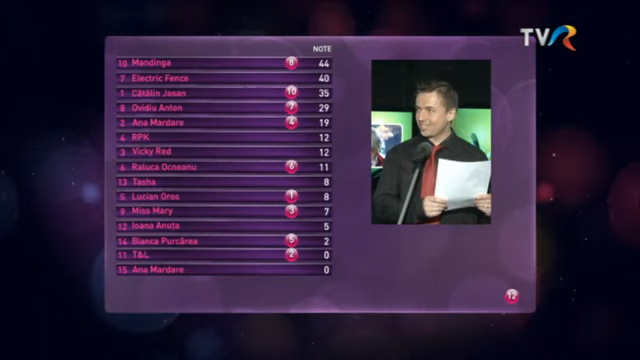 TVR
NOTE
10 Mandinga 8 44
7 Electric Fence 40
1 Cătălin Josan 10 35
8 Ovidiu Anton 7 29
2 Ana Mardare 4 19
4 RPK 12
3 Vicky Red 12
6 Raluca Ocneanu 6 11
13 Tasha 8
5 Lucian Oros 1 8
9 Miss Mary 3 7
12 Ioana Anuța 5
14 Bianca Purcărea 5 2
11 T&L 2 0
15 Ana Mardare 0
12